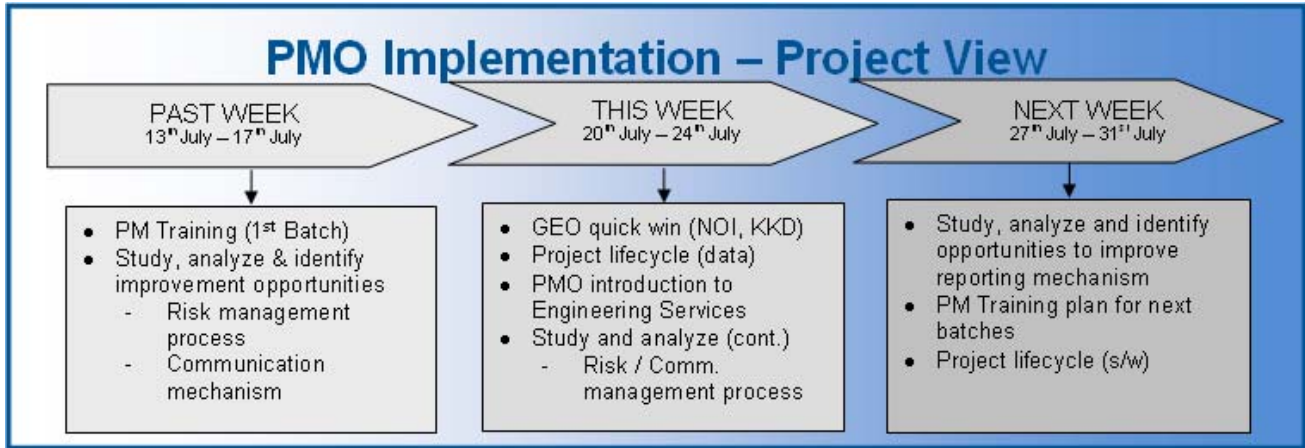 PMO Implementation – Project View
PAST WEEK
13th July – 17th July
THIS WEEK
20th July – 24th July
NEXT WEEK
27th July – 31st July
● PM Training (1st Batch)
● Study, analyze & identify
improvement opportunities
- Risk management
process
- Communication
mechanism
● GEO quick win (NOI, KKD)
● Project lifecycle (data)
● PMO introduction to
Engineering Services
● Study and analyze (cont.)
- Risk / Comm.
management process
● Study, analyze and identify
opportunities to improve
reporting mechanism
● PM Training plan for next
batches
● Project lifecycle (s/w)